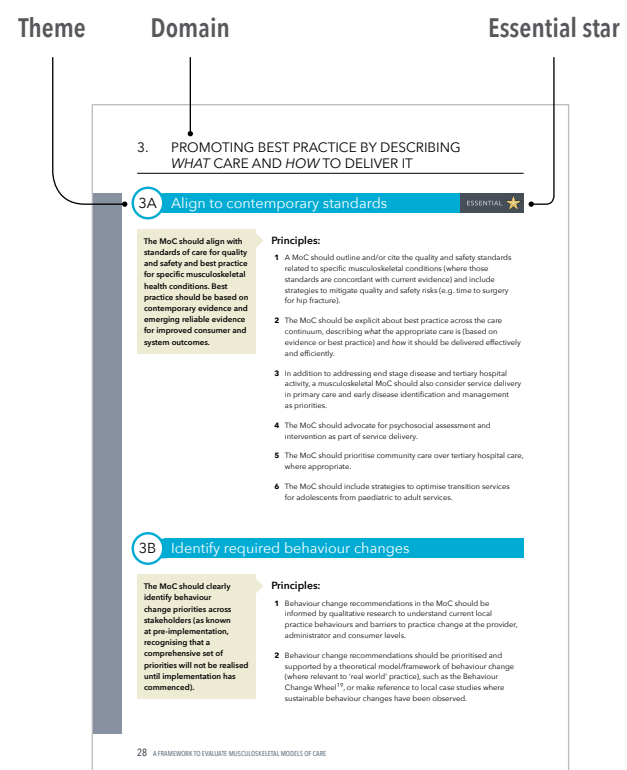 Theme Domain Essential star
3. PROMOTING BEST PRACTICE BY DESCRIBING
WHAT CARE AND HOW TO DELIVER IT
3A Align to contemporary standards ESSENTIAL
The MoC should align with
standards of care for quality
and safety and best practice
for specific musculoskeletal
health conditions. Best
practice should be based on
contemporary evidence and
emerging reliable evidence
for improved consumer and
system outcomes.
Principles:
1 A MoC should outline and/or cite the quality and safety standards
related to specific musculoskeletal conditions (where those
standards are concordant with current evidence) and include
strategies to mitigate quality and safety risks (e.g. time to surgery
for hip fracture).
2 The MoC should be explicit about best practice across the care
continuum, describing what the appropriate care is (based on
evidence or best practice) and how it should be delivered effectively
and efficiently.
3 In addition to addressing end stage disease and tertiary hospital
activity, a musculoskeletal MoC should also consider service delivery
in primary care and early disease identification and management
as priorities.
4 The MoC should advocate for psychosocial assessment and
intervention as part of service delivery.
5 The MoC should prioritise community care over tertiary hospital care,
where appropriate.
6 The MoC should include strategies to optimise transition services
for adolescents from paediatric to adult services.
3B Identify required behaviour changes
The MoC should clearly
identify behaviour
change priorities across
stakeholders (as known
at pre-implementation,
recognising that a
comprehensive set of
priorities will not be realised
until implementation has
commenced).
Principles:
1 Behaviour change recommendations in the MoC should be
informed by qualitative research to understand current local
practice behaviours and barriers to practice change at the provider,
administrator and consumer levels.
2 Behaviour change recommendations should be prioritised and
supported by a theoretical model/framework of behaviour change
(where relevant to 'real world' practice), such as the Behaviour
Change Wheel19, or make reference to local case studies where
sustainable behaviour changes have been observed.
28 A FRAMEWORK TO EVALUATE MUSCULOSKELETAL MODELS OF CARE